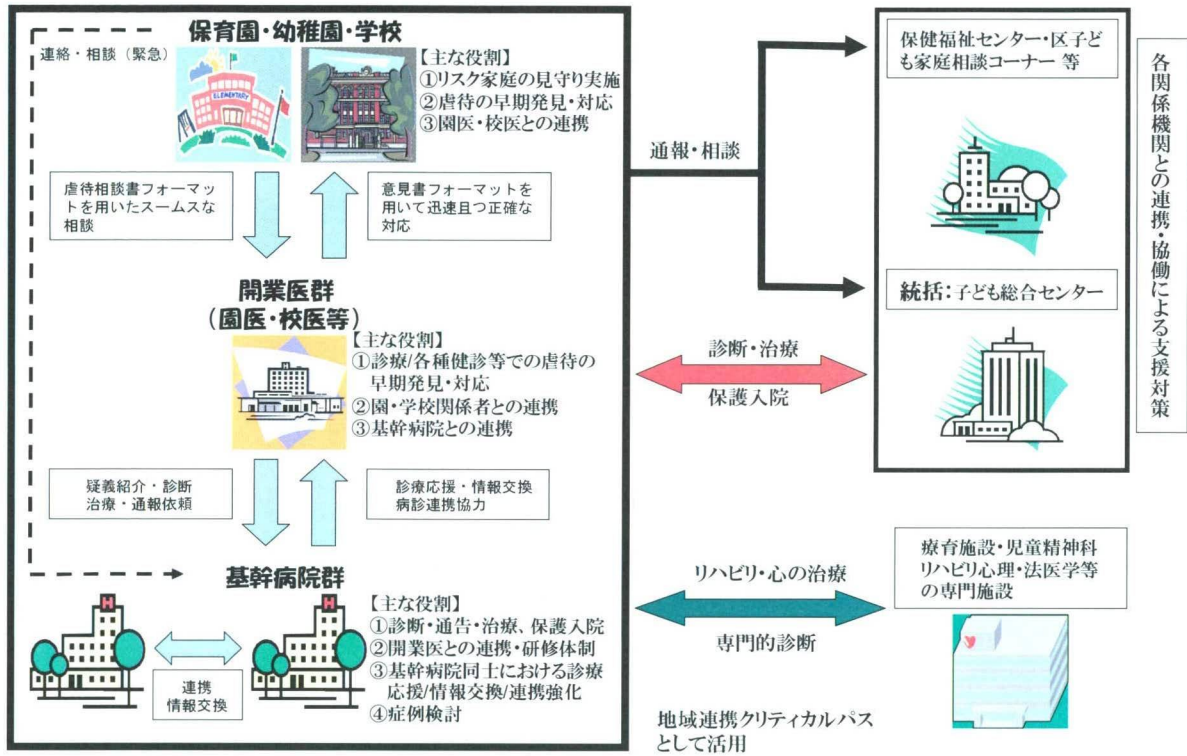 保育園・幼稚園・学校
連絡・相談（緊急）
ELEMENTARY
【主な役割】
①リスク家庭の見守り実施
②虐待の早期発見・対応
③園医・校医との連携
虐待相談書フォーマッ
トを用いたスームスな
相談
意見書フォーマットを
用いて迅速且つ正確な
対応
開業医群
（園医・校医等）
【主な役割】
①診療/各種健診等での虐待の
早期発見・対応
②園・学校関係者との連携
③基幹病院との連携
疑義紹介・診断
治療・通報依頼
診療応援・情報交換
病診連携協力
基幹病院群
H
H
【主な役割】
①診断・通告・治療、保護入院
②開業医との連携・研修体制
③基幹病院同士における診療
応援/情報交換/連携強化
④症例検討
連携
情報交換
通報・相談
保健福祉センター・区子ど
も家庭相談コーナー 等
統括:子ども総合センター
各関係機関との連携・協働による支援対策
診断・治療
保護入院
リハビリ・心の治療
専門的診断
療育施設・児童精神科
リハビリ心理・法医学等
の専門施設
地域連携クリティカルパス
として活用